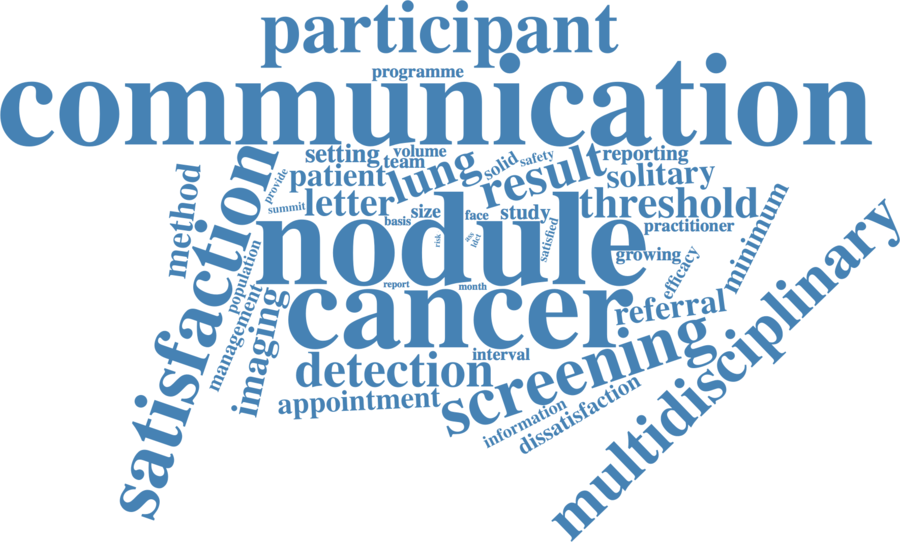 participant
programme
communication
setting
volume
team
solid
safety
reporting
patient
lung
result
solitary
method
satisfaction
provide
summit
letter
basis
size
face
study
satisfied
threshold
practitioner
minimum
nodule
risk
ldct
growing
efficacy
multidisciplinary
population
management
imaging
report
month
cancer
referral
detection
interval
screening
appointment
information
dissatisfaction